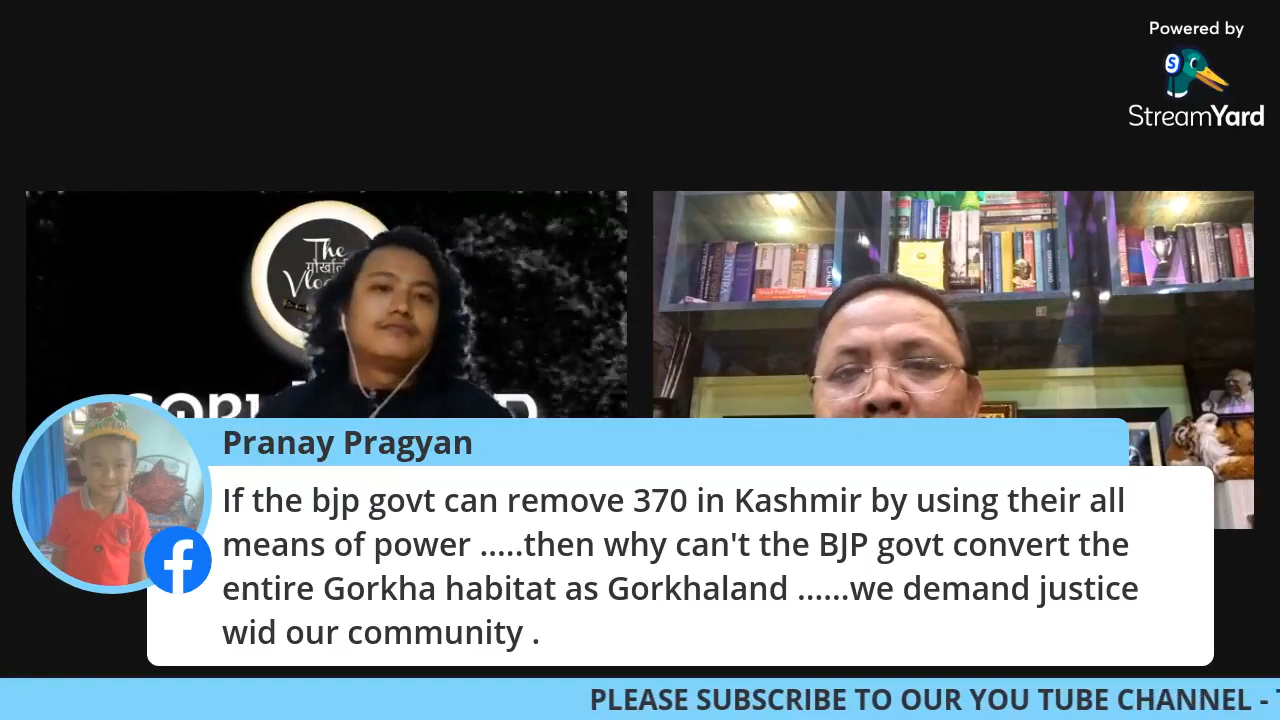 Powered by
StreamYard
The
Pranay Pragyan
If the bjp govt can remove 370 in Kashmir by using their all
means of power .....then why can't the BJP govt convert the
entire Gorkha habitat as Gorkhaland ......we demand justice
wid our community .
PLEASE SUBSCRIBE TO OUR YOU TUBE CHANNEL -